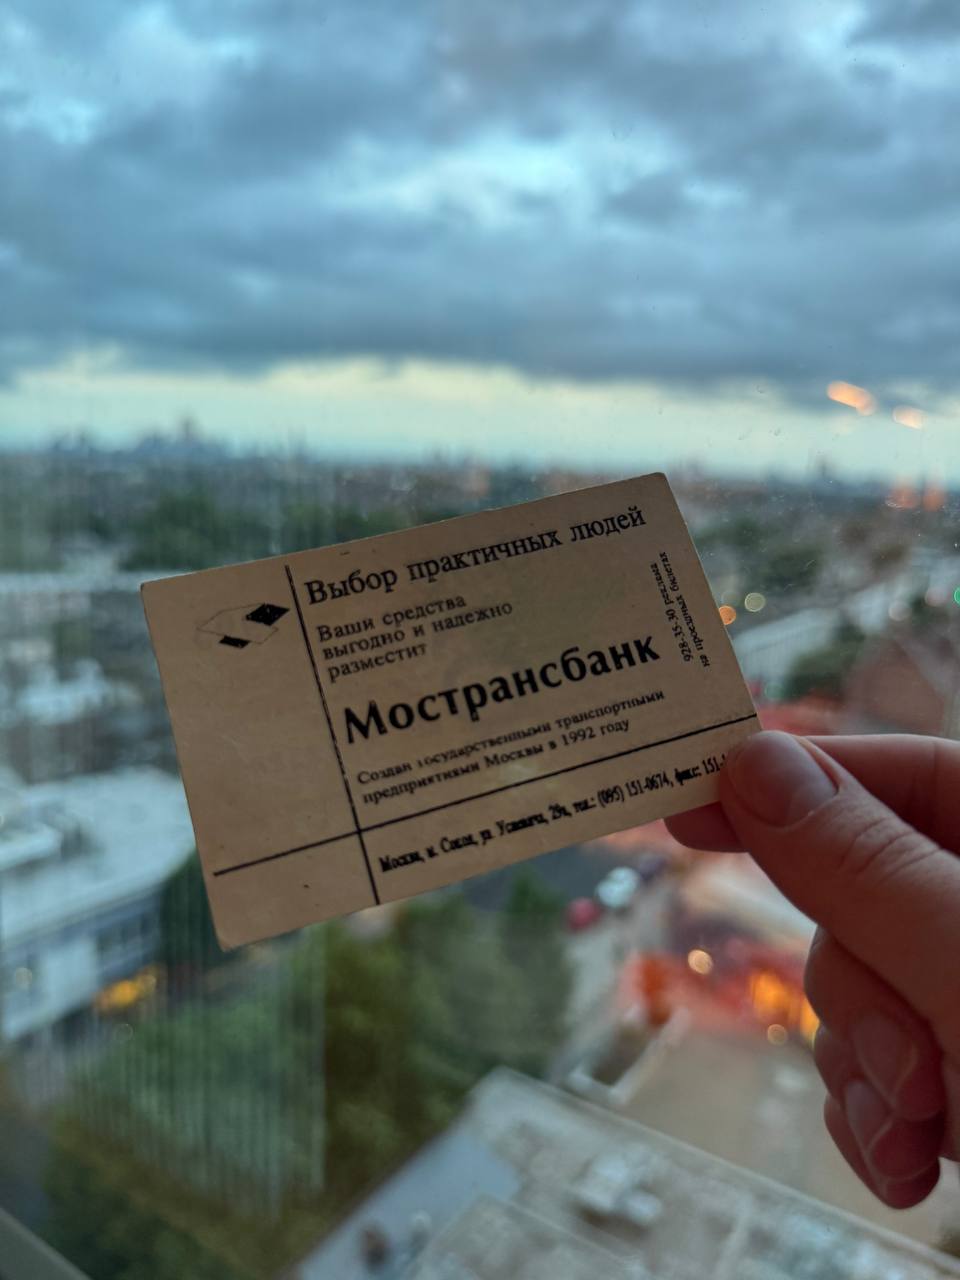 Выбор практичных людей
Ваши средства
выгодно и надежно
разместит
Мострансбанк
Создан государственными транспортными
предприятиями Москвы в 1992 году
928-35-30 реклама
на проездных билетах
Москва, м. Сокол, ул. Усиевича, тел.: (095) 151-0674, факс: 151-